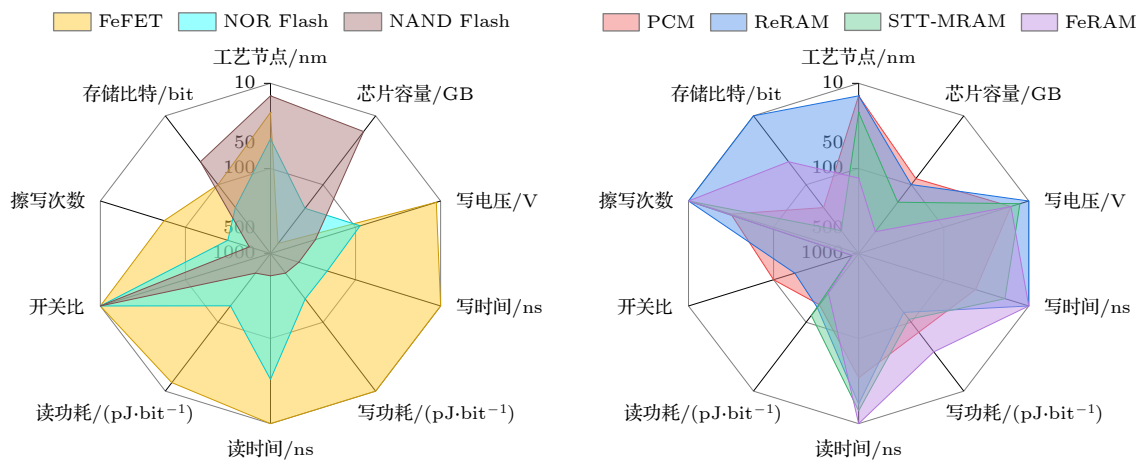 FeFET NOR Flash NAND Flash
工艺节点/nm
芯片容量/GB
写电压/V
写时间/ns
写功耗/(pJ·bit⁻¹)
读时间/ns
读功耗/(pJ·bit⁻¹)
开关比
擦写次数
存储比特/bit
10
50
100
500
1000
PCM ReRAM STT-MRAM FeRAM
工艺节点/nm
芯片容量/GB
写电压/V
写时间/ns
写功耗/(pJ·bit⁻¹)
读时间/ns
读功耗/(pJ·bit⁻¹)
开关比
擦写次数
存储比特/bit
10
50
100
500
1000